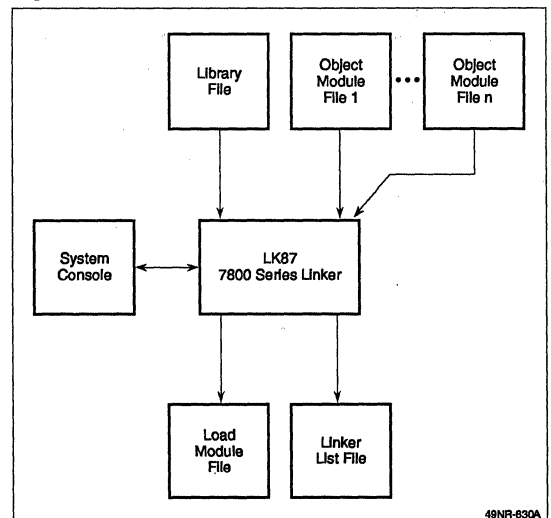 Library
File
Object
Module
File 1
•••
Object
Module
File n
System
Console
LK87
7800 Series Linker
Load
Module
File
Linker
List File
49NR-630A